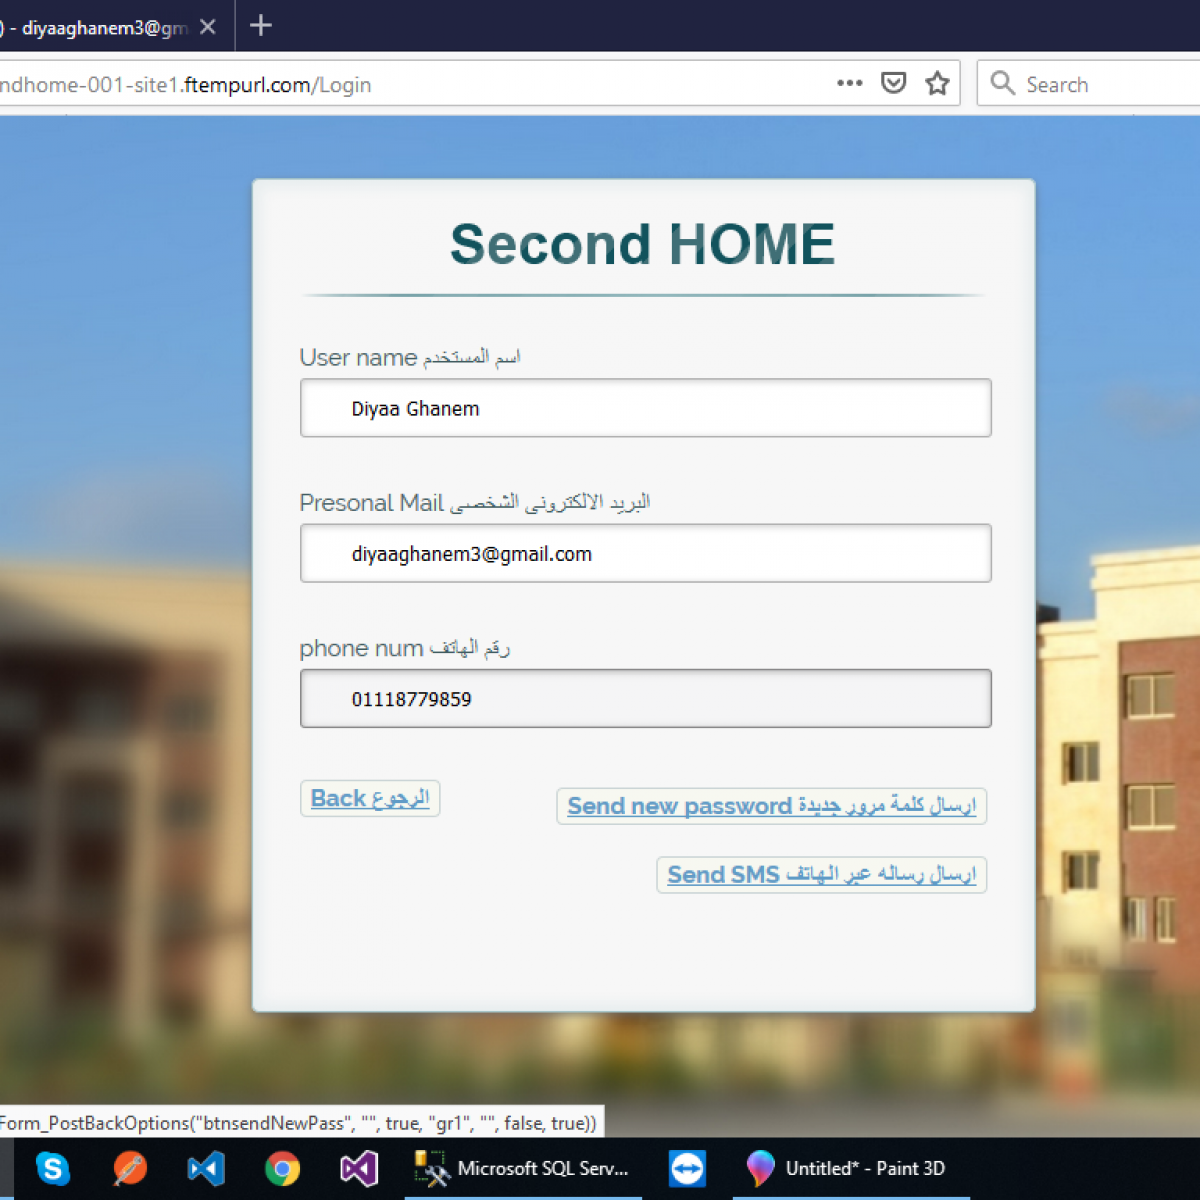 ) - diyaaghanem3@gm
ndhome-001-site1.ftempurl.com/Login
Search
Second HOME
User name اسم المستخدم
Diyaa Ghanem
Presonal Mail البريد الالكترونى الشخصى
diyaaghanem3@gmail.com
phone num رقم الهاتف
01118779859
Back الرجوع
Send new password ارسال كلمة مرور جديدة
Send SMS ارسال رساله عبر الهاتف
Form_PostBackOptions("btnsendNewPass", "", true, "gr1", "", false, true))
Microsoft SQL Serv...
Untitled* - Paint 3D